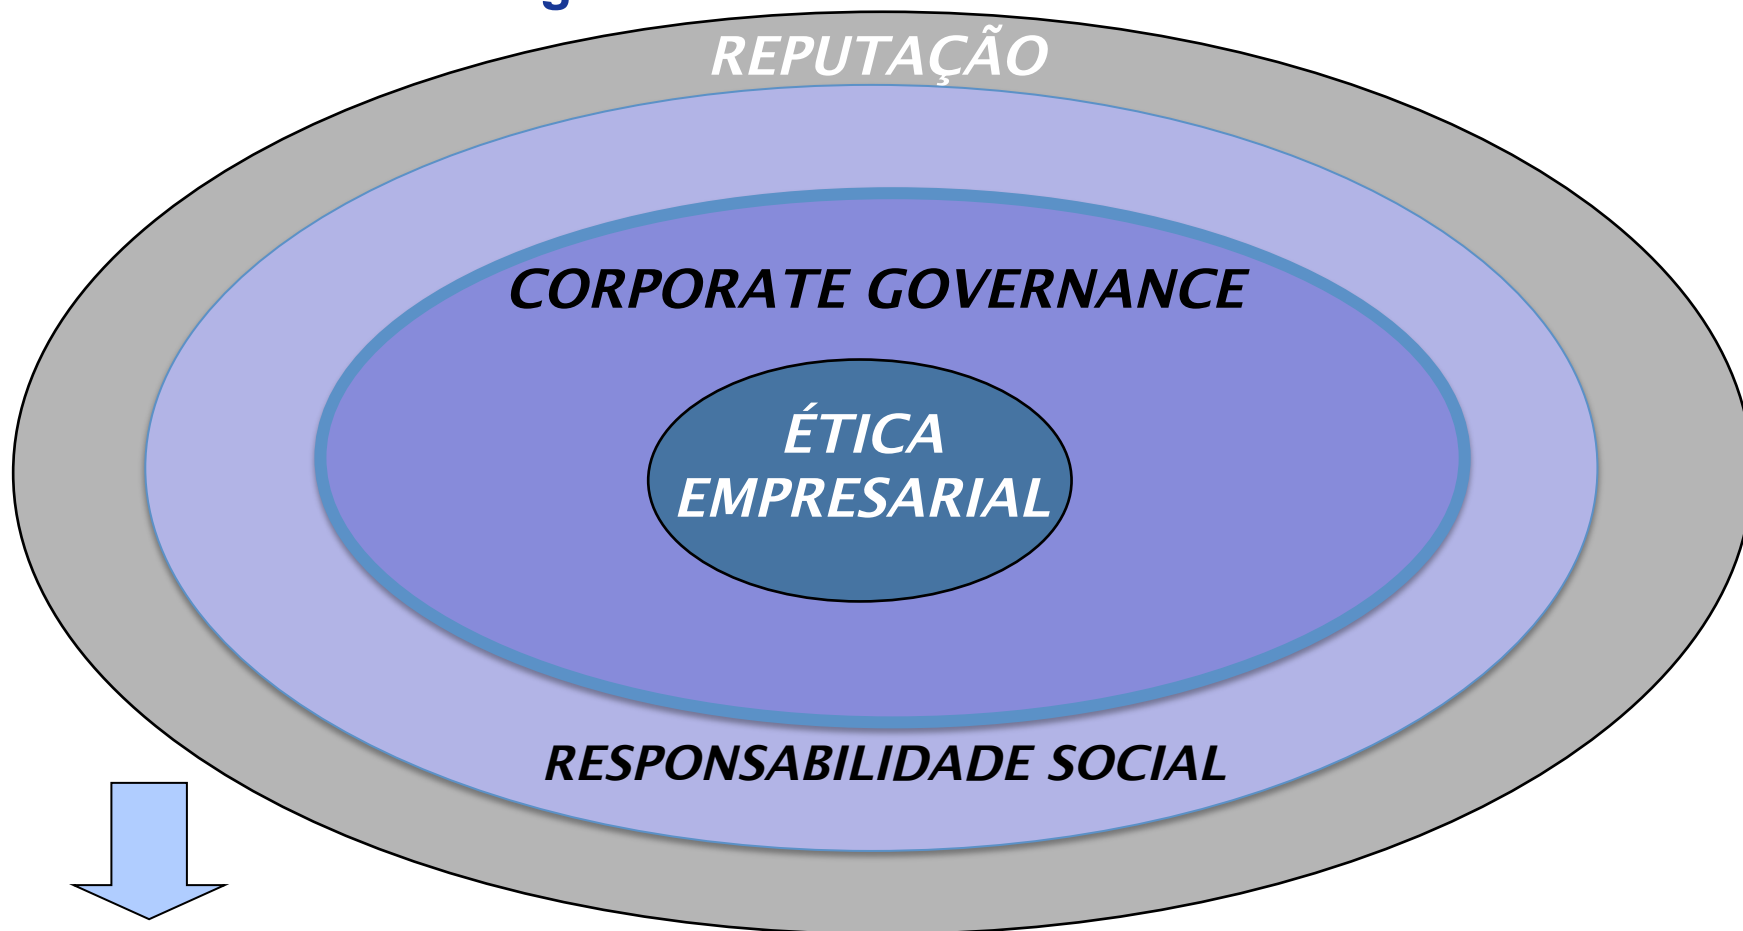 REPUTAÇÃO
CORPORATE GOVERNANCE
ÉTICA
EMPRESARIAL
RESPONSABILIDADE SOCIAL